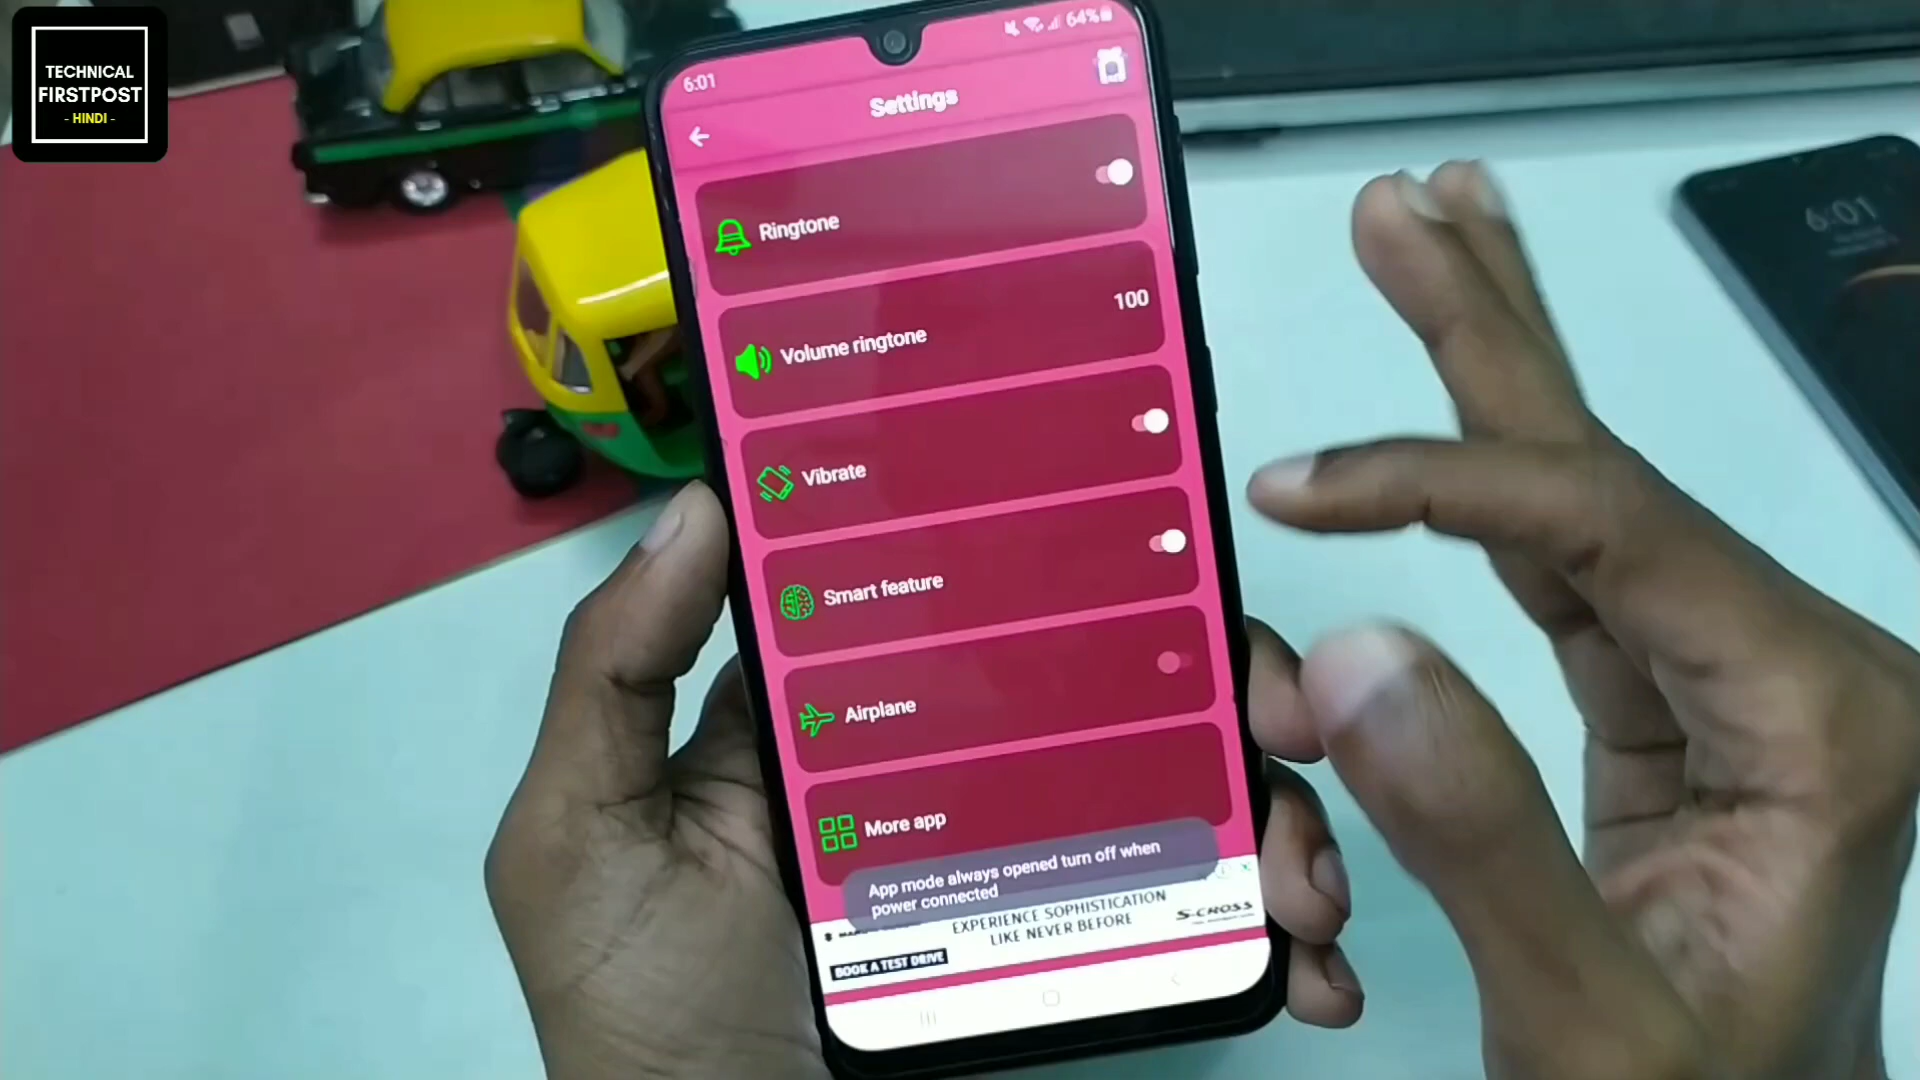 TECHNICAL
FIRSTPOST
- HINDI -
6:01
64%
Settings
Ringtone
Volume ringtone
100
Vibrate
Smart feature
Airplane
More app
App mode always opened turn off when
power connected
EXPERIENCE SOPHISTICATION
LIKE NEVER BEFORE
S-CROSS
BOOK A TEST DRIVE
6:01